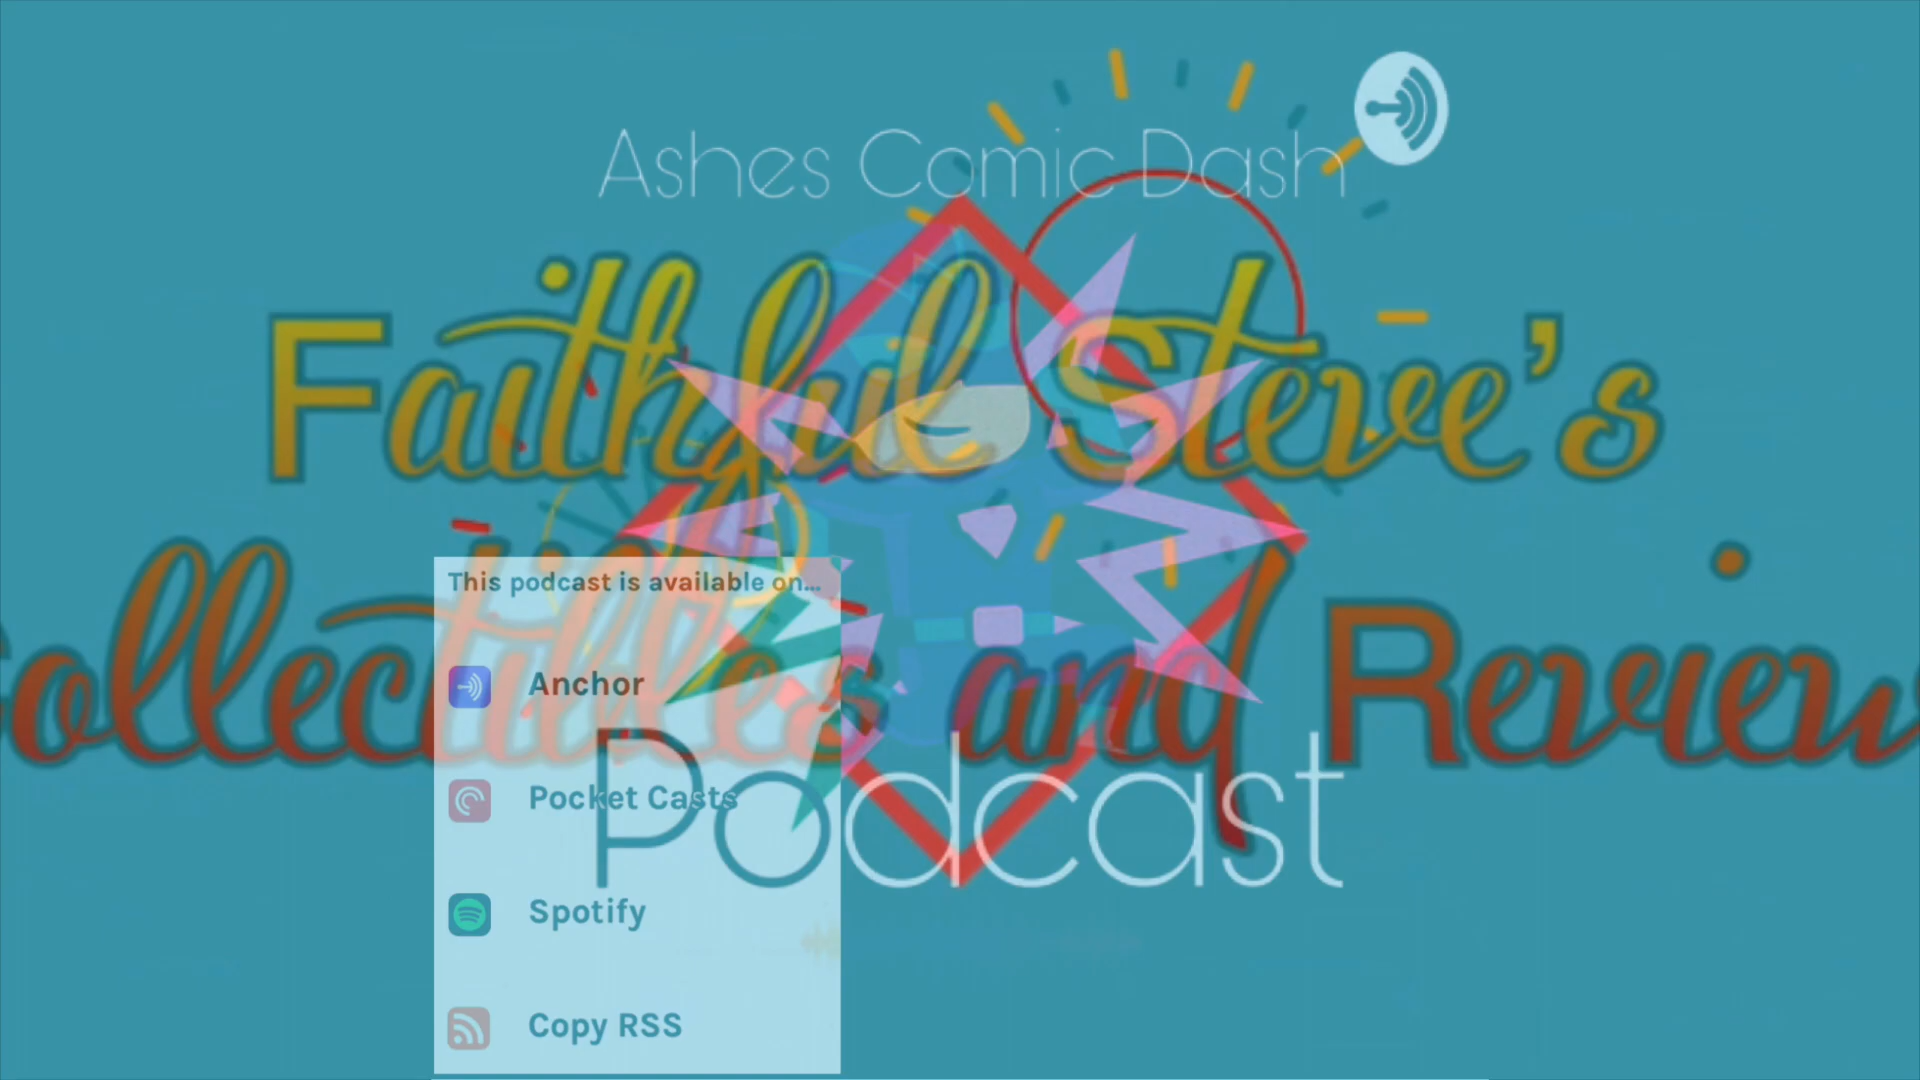 Ashes Comic Dash
Faithful Steve's
Collectibles and Review
This podcast is available on...
Anchor
Pocket Casts
Podcast
Spotify
Copy RSS